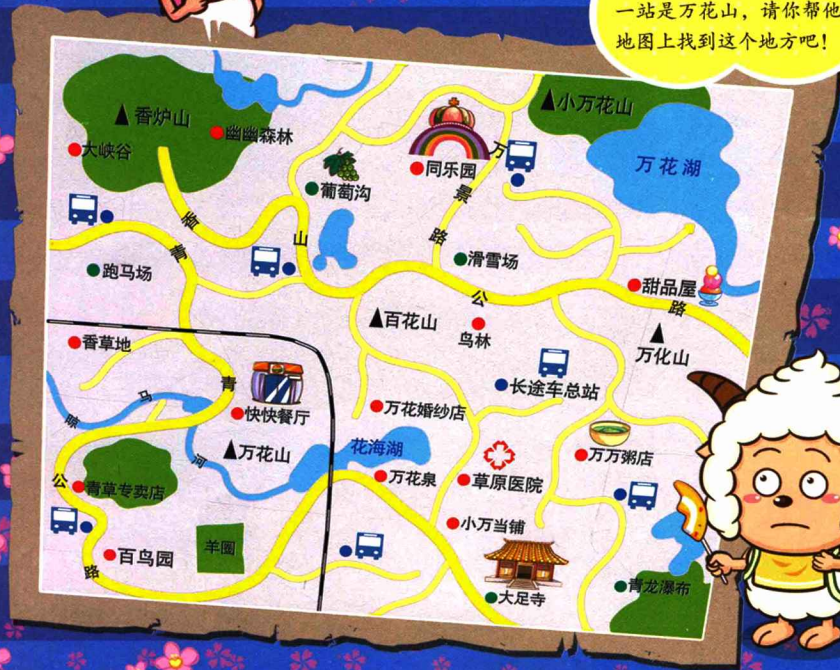 一站是万花山，请你帮他
地图上找到这个地方吧！
香炉山
幽幽森林
大峡谷
葡萄沟
同乐园
小万花山
万花湖
万景路
香山公路
青青公路
跑马场
滑雪场
甜品屋
百花山
鸟林
万化山
香草地
长途车总站
快快餐厅
万花婚纱店
晾马河
万花山
花海湖
万花泉
万万粥店
草原医院
青草专卖店
小万当铺
百鸟园
羊圈
大足寺
青龙瀑布